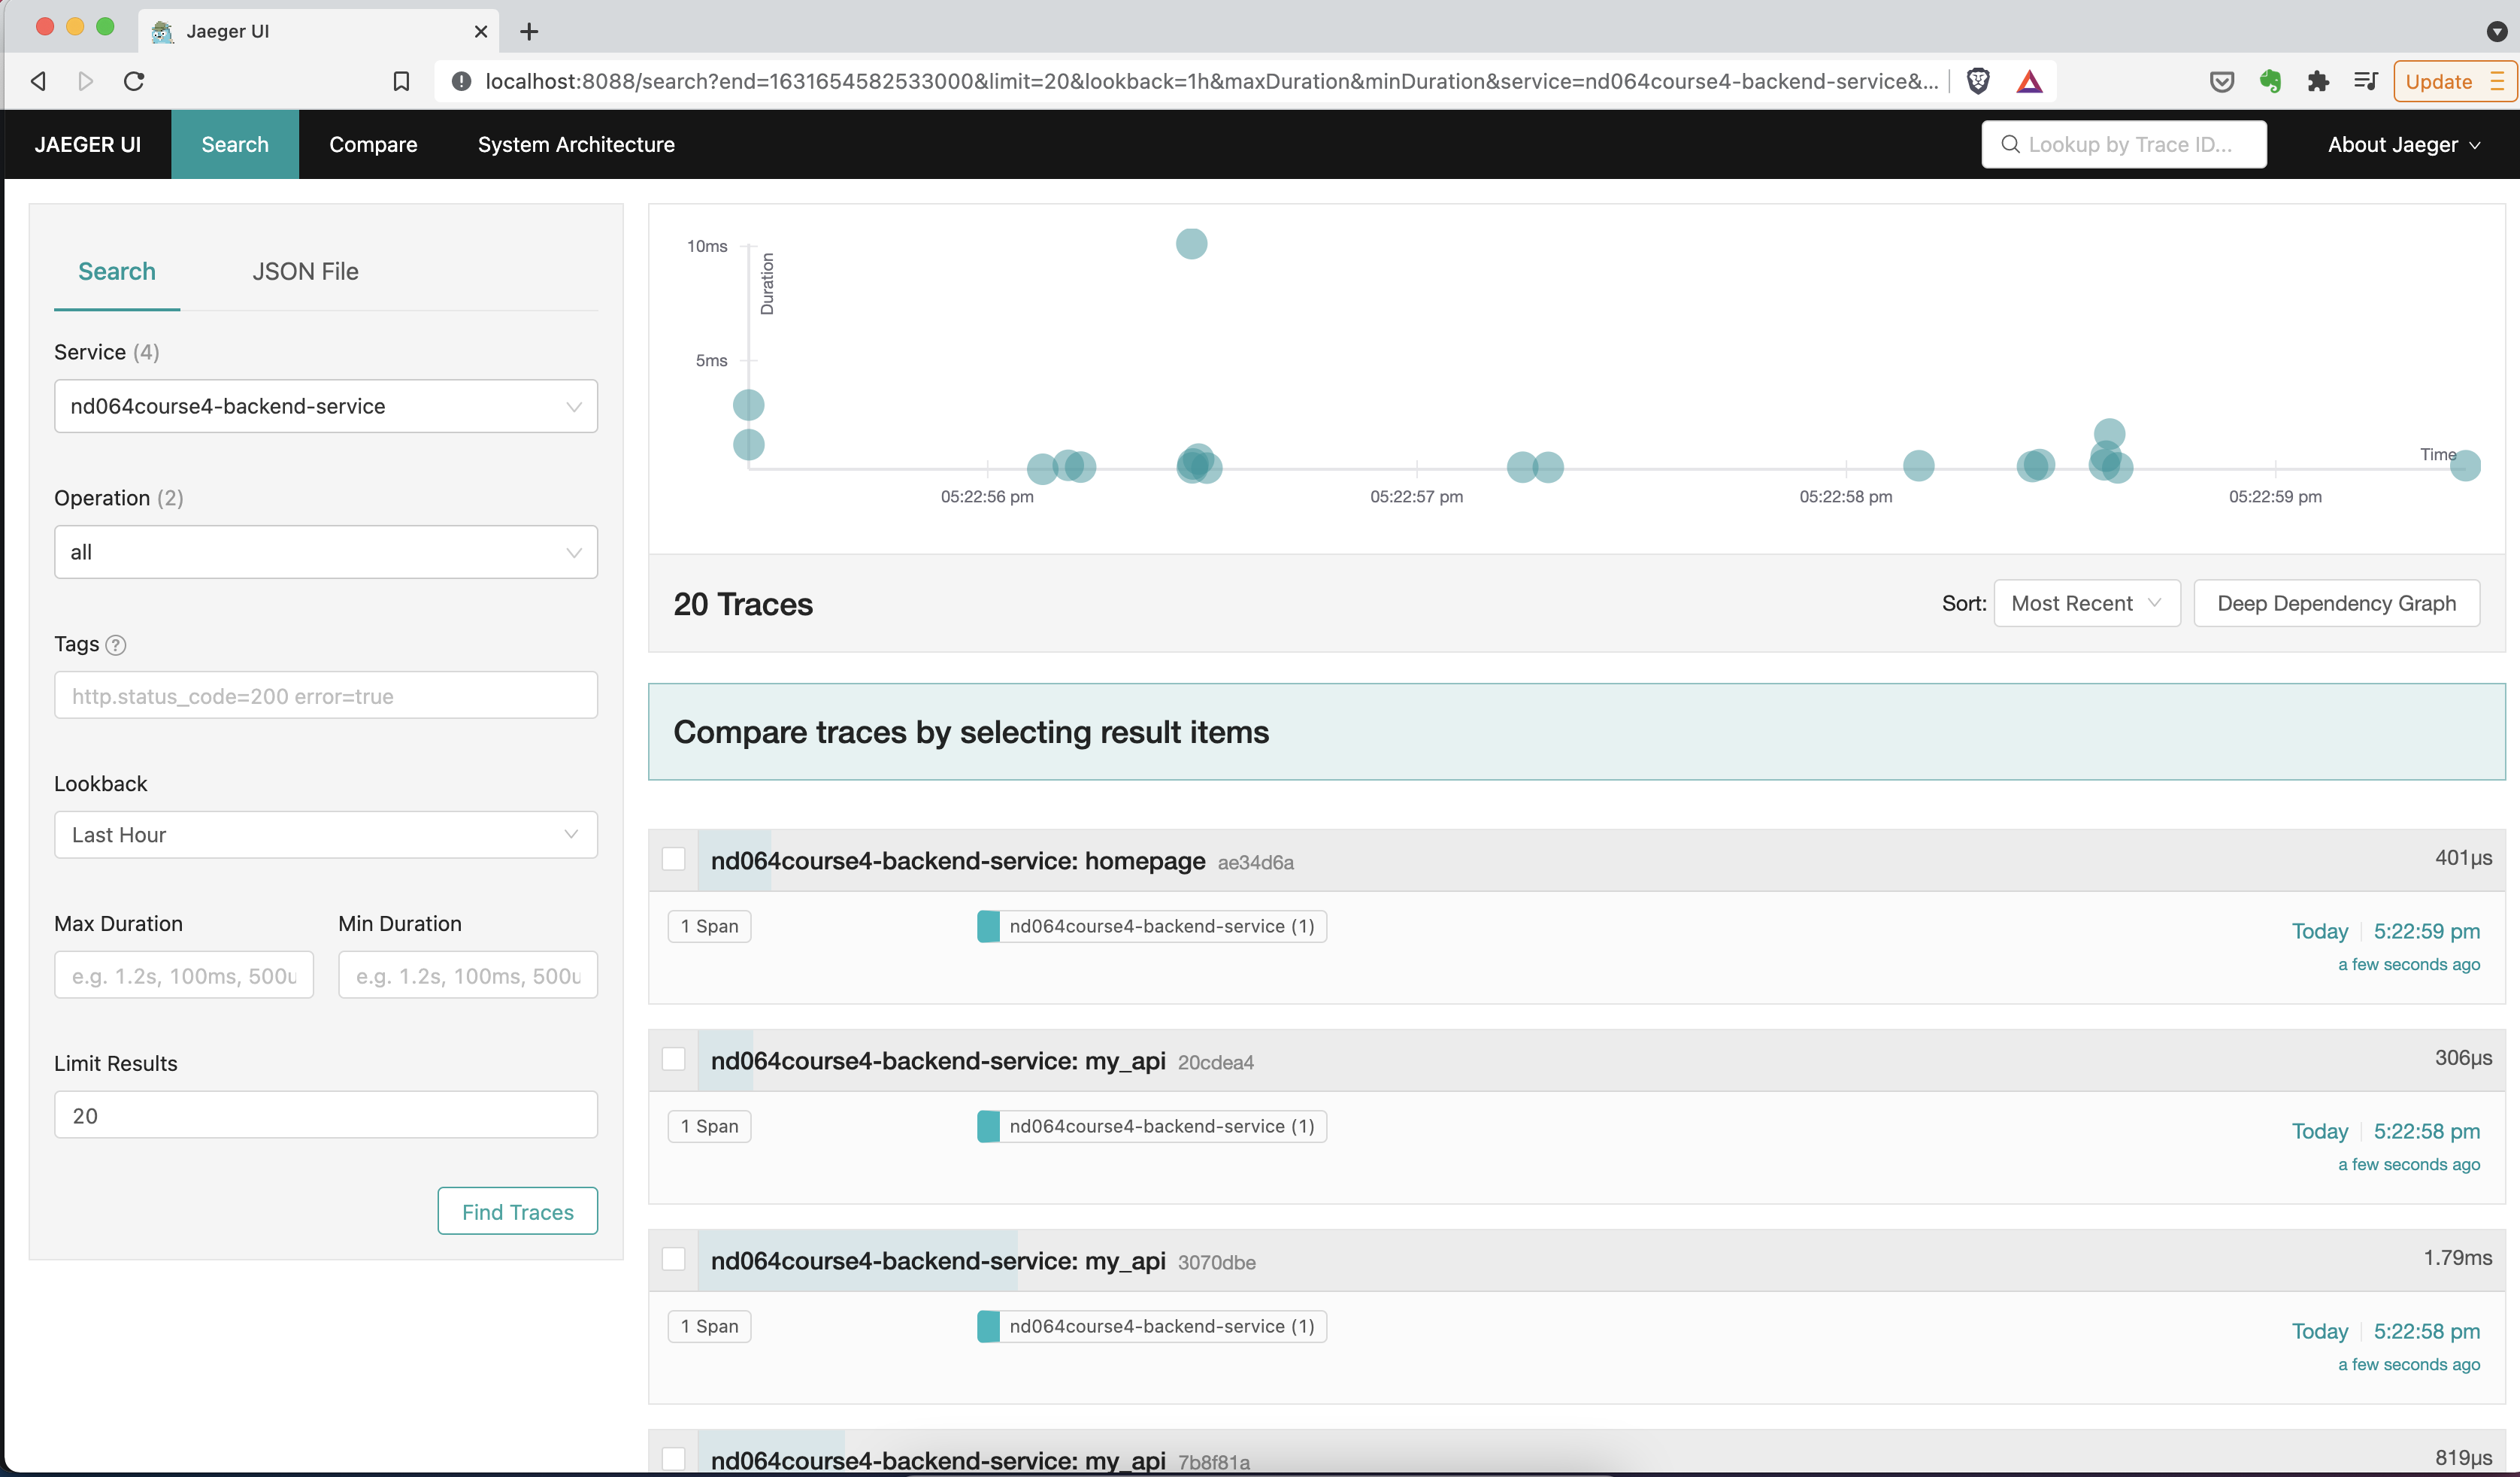 Jaeger UI
localhost:8088/search?end=1631654582533000&limit=20&lookback=1h&maxDuration&minDuration&service=nd064course4-backend-service&...
Update
JAEGER UI
Search
Compare
System Architecture
Lookup by Trace ID...
About Jaeger
Search
JSON File
Service (4)
nd064course4-backend-service
Operation (2)
all
Tags ?
http.status_code=200 error=true
Lookback
Last Hour
Max Duration
Min Duration
e.g. 1.2s, 100ms, 500u
e.g. 1.2s, 100ms, 500u
Limit Results
20
Find Traces
10ms
5ms
Duration
Time
05:22:56 pm
05:22:57 pm
05:22:58 pm
05:22:59 pm
20 Traces
Sort:
Most Recent
Deep Dependency Graph
Compare traces by selecting result items
nd064course4-backend-service: homepage ae34d6a
401µs
1 Span
nd064course4-backend-service (1)
Today
5:22:59 pm
a few seconds ago
nd064course4-backend-service: my_api 20cdea4
306µs
1 Span
nd064course4-backend-service (1)
Today
5:22:58 pm
a few seconds ago
nd064course4-backend-service: my_api 3070dbe
1.79ms
1 Span
nd064course4-backend-service (1)
Today
5:22:58 pm
a few seconds ago
nd064course4-backend-service: my_api 7b8f81a
819µs